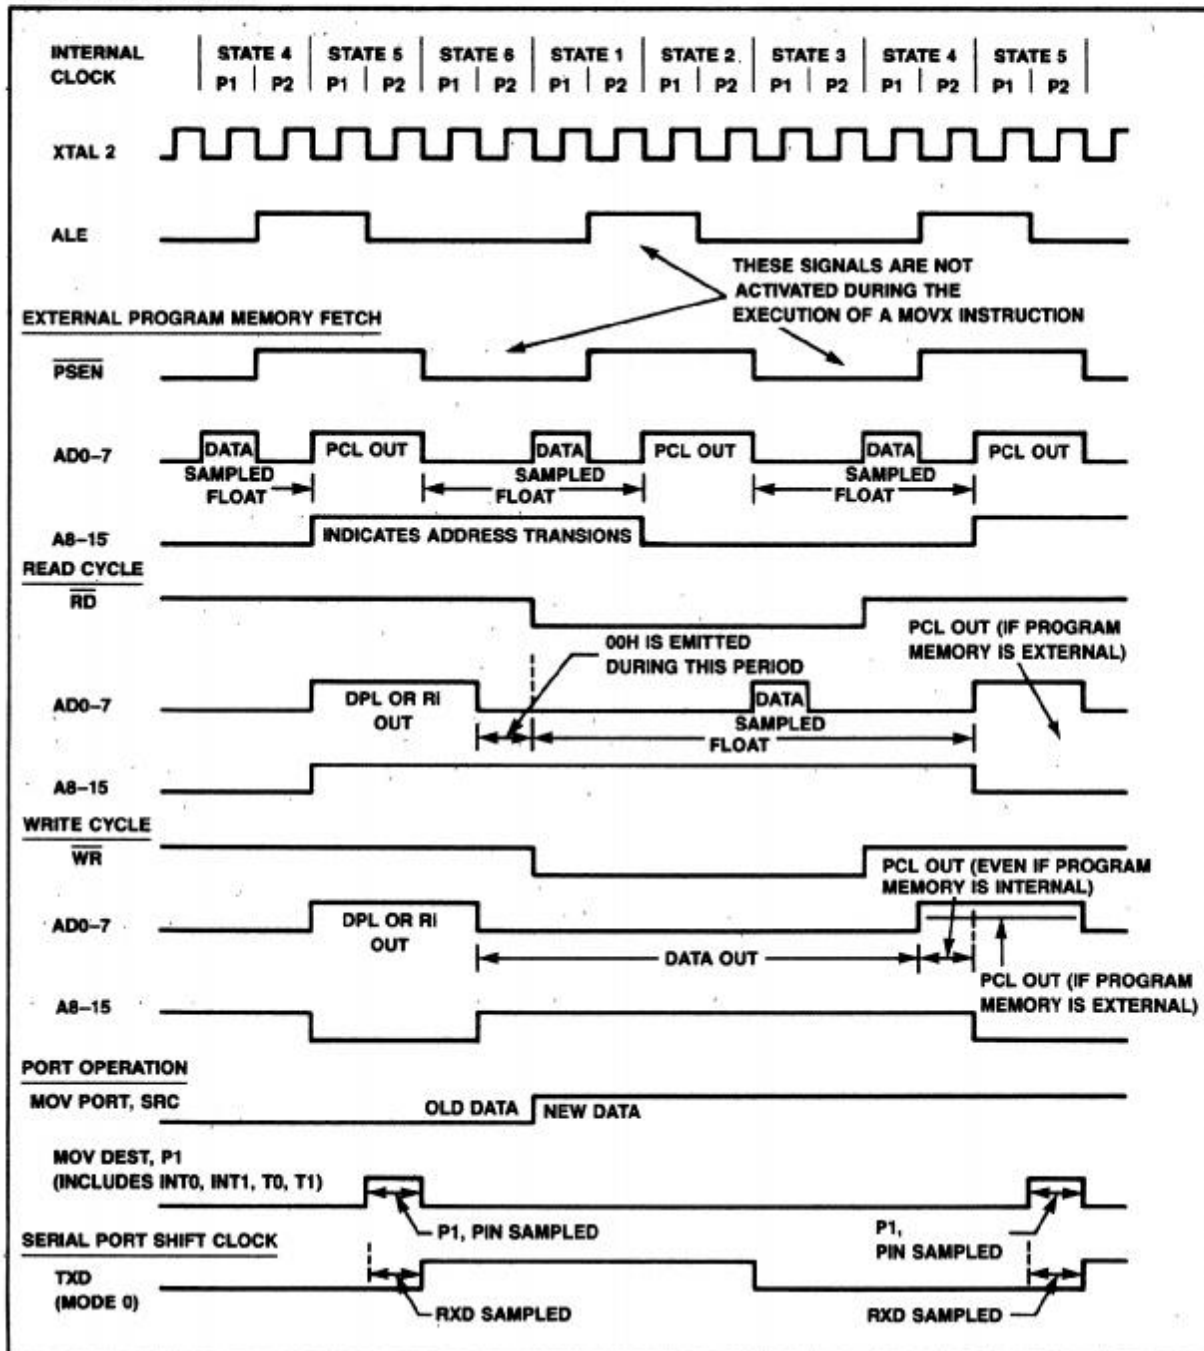 INTERNAL CLOCK
STATE 4 STATE 5 STATE 6 STATE 1 STATE 2 STATE 3 STATE 4 STATE 5
P1 P2 P1 P2 P1 P2 P1 P2 P1 P2 P1 P2 P1 P2 P1 P2
XTAL 2
ALE
THESE SIGNALS ARE NOT
ACTIVATED DURING THE
EXECUTION OF A MOVX INSTRUCTION
EXTERNAL PROGRAM MEMORY FETCH
PSEN
AD0–7
DATA PCL OUT DATA PCL OUT DATA PCL OUT
SAMPLED SAMPLED SAMPLED
FLOAT FLOAT FLOAT
A8–15
INDICATES ADDRESS TRANSIONS
READ CYCLE
RD
00H IS EMITTED
DURING THIS PERIOD
PCL OUT (IF PROGRAM
MEMORY IS EXTERNAL)
AD0–7
DPL OR RI
OUT
DATA
SAMPLED
FLOAT
A8–15
WRITE CYCLE
WR
PCL OUT (EVEN IF PROGRAM
MEMORY IS INTERNAL)
AD0–7
DPL OR RI
OUT
DATA OUT
PCL OUT (IF PROGRAM
MEMORY IS EXTERNAL)
A8–15
PORT OPERATION
MOV PORT, SRC
OLD DATA NEW DATA
MOV DEST, P1
(INCLUDES INT0, INT1, T0, T1)
P1, PIN SAMPLED
P1,
PIN SAMPLED
SERIAL PORT SHIFT CLOCK
TXD
(MODE 0)
RXD SAMPLED
RXD SAMPLED